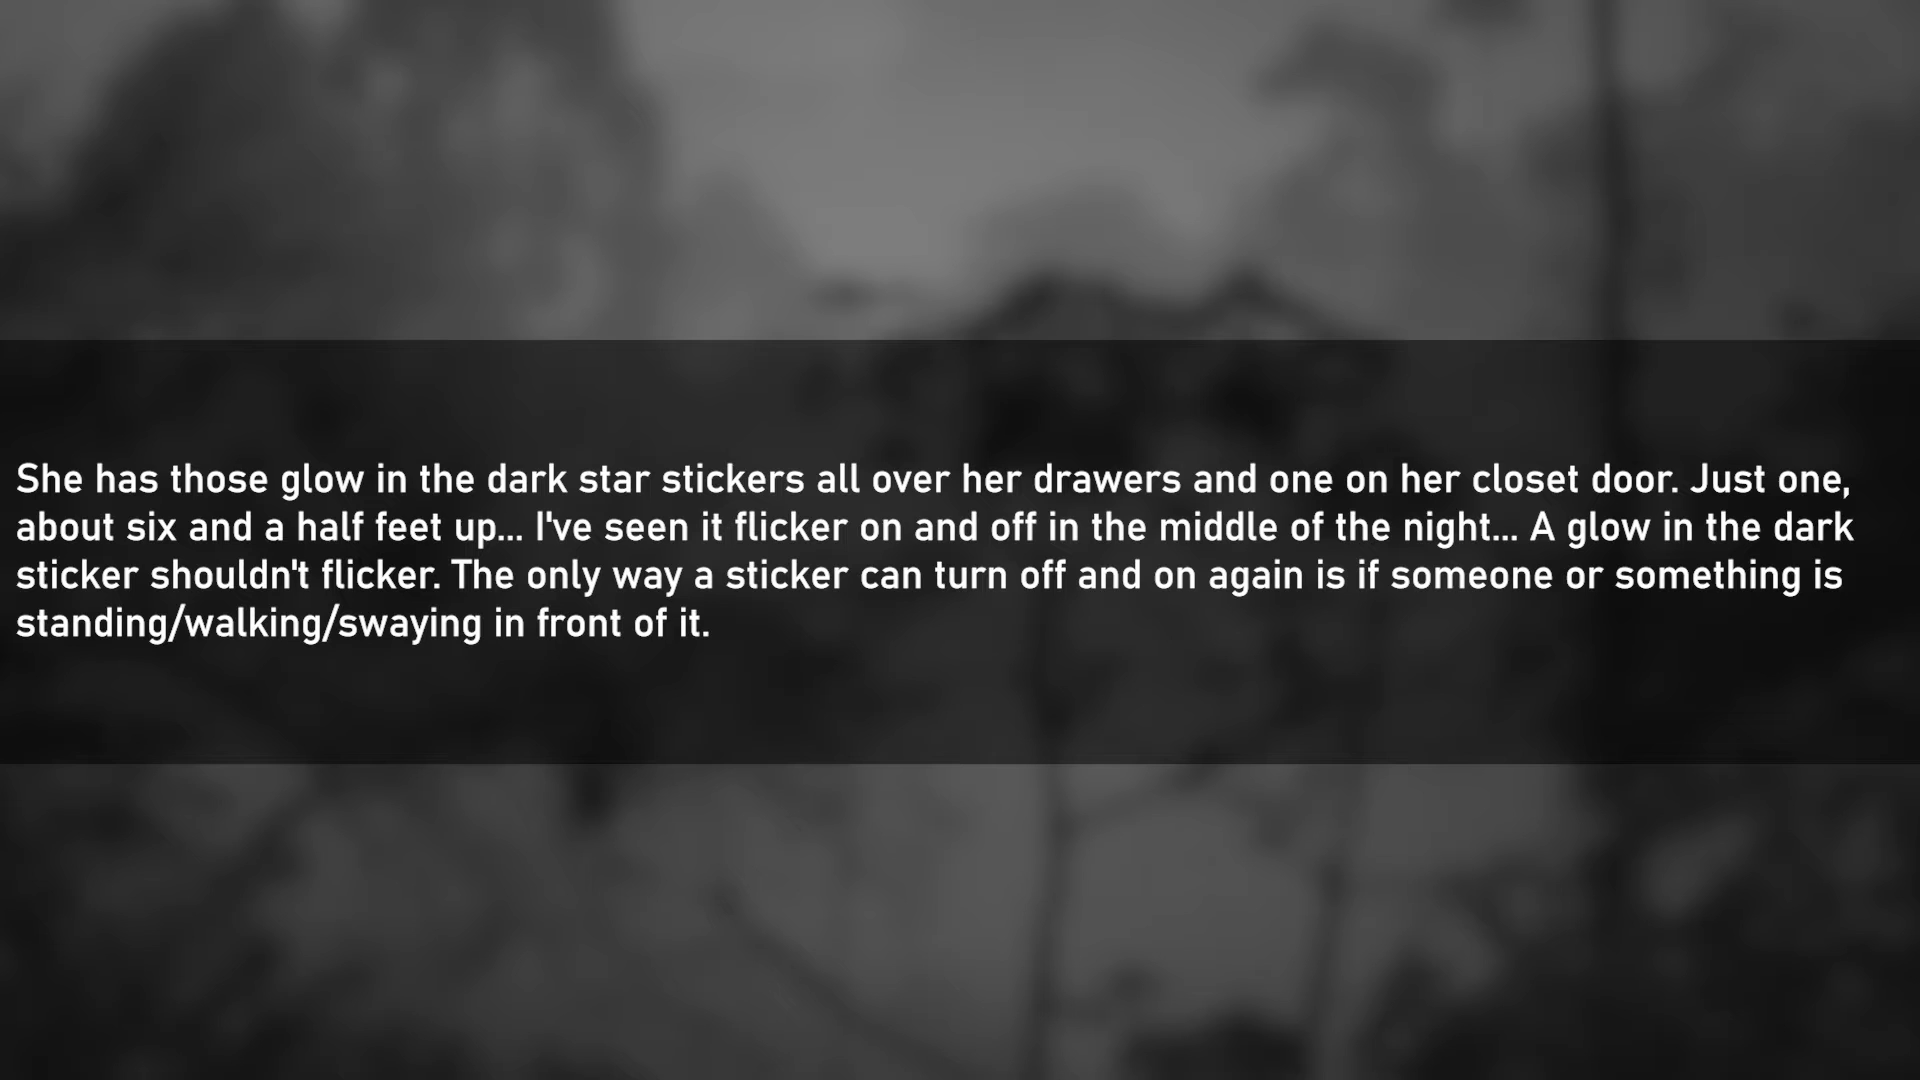 She has those glow in the dark star stickers all over her drawers and one on her closet door. Just one,
about six and a half feet up... I've seen it flicker on and off in the middle of the night... A glow in the dark
sticker shouldn't flicker. The only way a sticker can turn off and on again is if someone or something is
standing/walking/swaying in front of it.